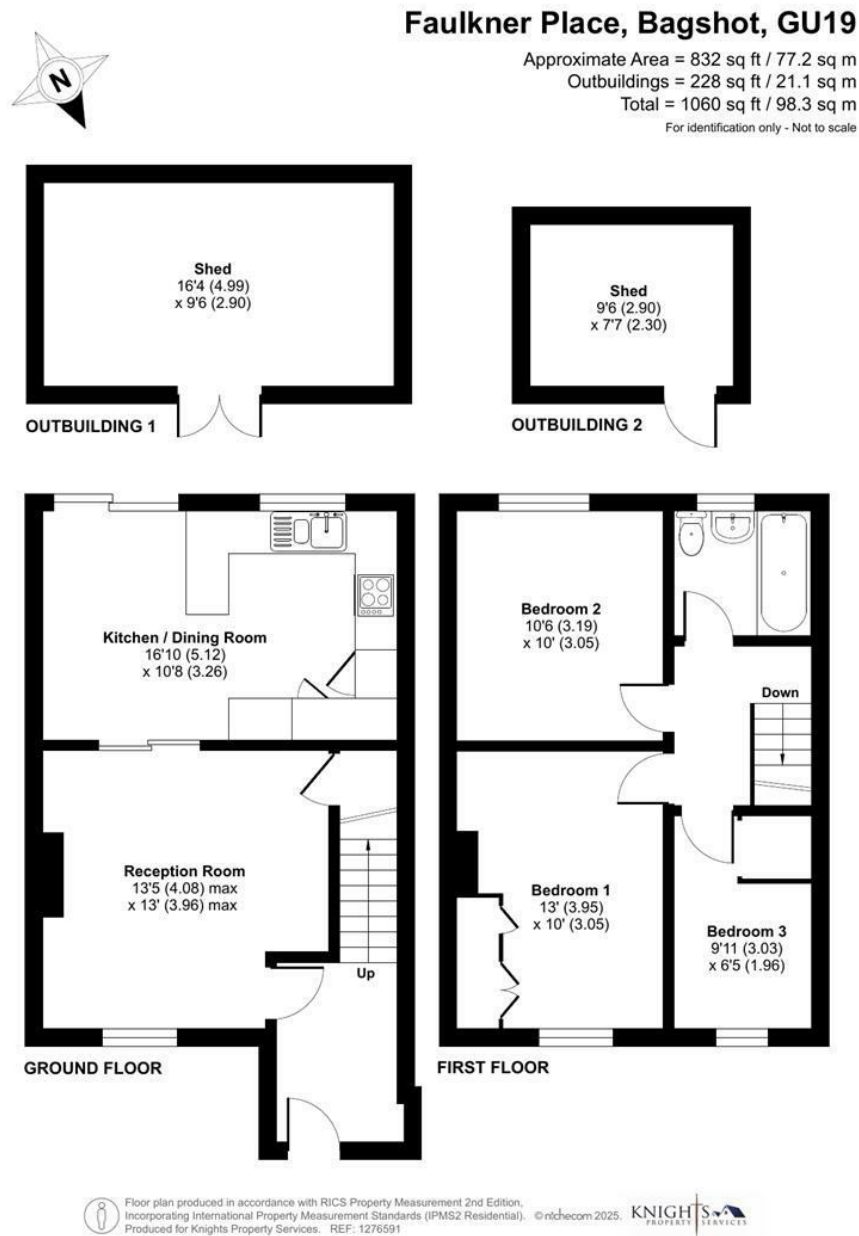 Faulkner Place, Bagshot, GU19
Approximate Area = 832 sq ft / 77.2 sq m
Outbuildings = 228 sq ft / 21.1 sq m
Total = 1060 sq ft / 98.3 sq m
For identification only - Not to scale
N
Shed
16'4 (4.99)
x 9'6 (2.90)
OUTBUILDING 1
Shed
9'6 (2.90)
x 7'7 (2.30)
OUTBUILDING 2
Kitchen / Dining Room
16'10 (5.12)
x 10'8 (3.26)
Reception Room
13'5 (4.08) max
x 13' (3.96) max
Up
GROUND FLOOR
Bedroom 2
10'6 (3.19)
x 10' (3.05)
Down
Bedroom 1
13' (3.95)
x 10' (3.05)
Bedroom 3
9'11 (3.03)
x 6'5 (1.96)
FIRST FLOOR
Floor plan produced in accordance with RICS Property Measurement 2nd Edition,
Incorporating International Property Measurement Standards (IPMS2 Residential). © nichecom 2025.
Produced for Knights Property Services. REF: 1276591
KNIGHTS
PROPERTY SERVICES